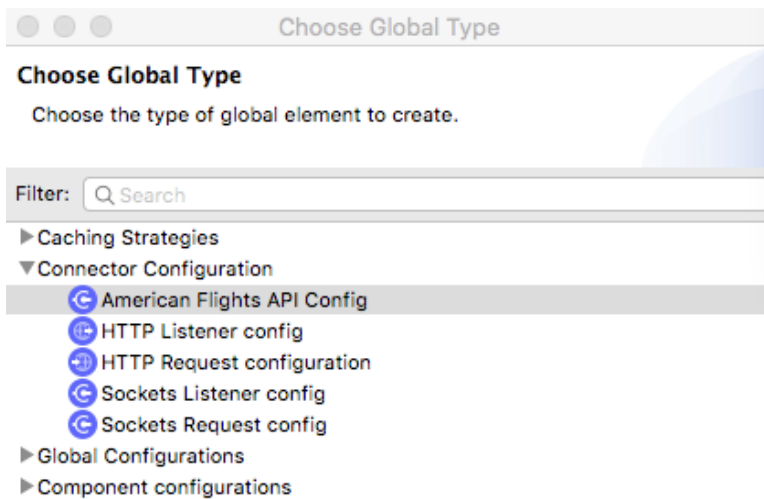 Choose Global Type
Choose Global Type
Choose the type of global element to create.
Filter: Search
Caching Strategies
Connector Configuration
American Flights API Config
HTTP Listener config
HTTP Request configuration
Sockets Listener config
Sockets Request config
Global Configurations
Component configurations